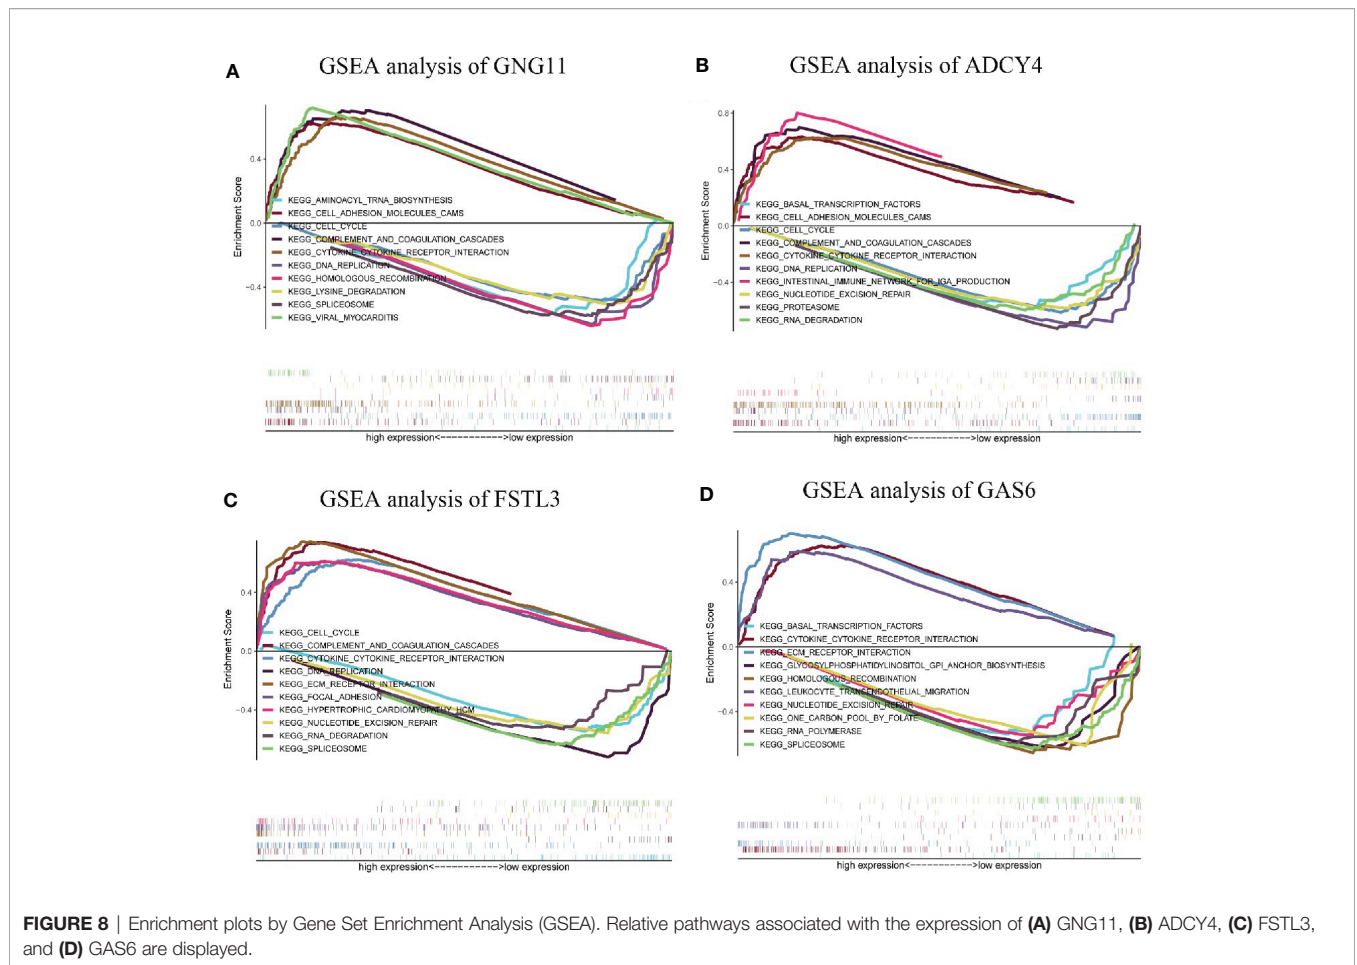 A
GSEA analysis of GNG11
Enrichment Score
0.4
0.0
−0.4
KEGG_AMINOACYL_TRNA_BIOSYNTHESIS
KEGG_CELL_ADHESION_MOLECULES_CAMS
KEGG_CELL_CYCLE
KEGG_COMPLEMENT_AND_COAGULATION_CASCADES
KEGG_CYTOKINE_CYTOKINE_RECEPTOR_INTERACTION
KEGG_DNA_REPLICATION
KEGG_HOMOLOGOUS_RECOMBINATION
KEGG_LYSINE_DEGRADATION
KEGG_SPLICEOSOME
KEGG_VIRAL_MYOCARDITIS
high expression<------------>low expression
B
GSEA analysis of ADCY4
Enrichment Score
0.8
0.4
0.0
−0.4
KEGG_BASAL_TRANSCRIPTION_FACTORS
KEGG_CELL_ADHESION_MOLECULES_CAMS
KEGG_CELL_CYCLE
KEGG_COMPLEMENT_AND_COAGULATION_CASCADES
KEGG_CYTOKINE_CYTOKINE_RECEPTOR_INTERACTION
KEGG_DNA_REPLICATION
KEGG_INTESTINAL_IMMUNE_NETWORK_FOR_IGA_PRODUCTION
KEGG_NUCLEOTIDE_EXCISION_REPAIR
KEGG_PROTEASOME
KEGG_RNA_DEGRADATION
high expression<------------>low expression
C
GSEA analysis of FSTL3
Enrichment Score
0.4
0.0
−0.4
KEGG_CELL_CYCLE
KEGG_COMPLEMENT_AND_COAGULATION_CASCADES
KEGG_CYTOKINE_CYTOKINE_RECEPTOR_INTERACTION
KEGG_DNA_REPLICATION
KEGG_ECM_RECEPTOR_INTERACTION
KEGG_FOCAL_ADHESION
KEGG_HYPERTROPHIC_CARDIOMYOPATHY_HCM
KEGG_NUCLEOTIDE_EXCISION_REPAIR
KEGG_RNA_DEGRADATION
KEGG_SPLICEOSOME
high expression<------------>low expression
D
GSEA analysis of GAS6
Enrichment Score
0.4
0.0
−0.4
KEGG_BASAL_TRANSCRIPTION_FACTORS
KEGG_CYTOKINE_CYTOKINE_RECEPTOR_INTERACTION
KEGG_ECM_RECEPTOR_INTERACTION
KEGG_GLYCOSYLPHOSPHATIDYLINOSITOL_GPI_ANCHOR_BIOSYNTHESIS
KEGG_HOMOLOGOUS_RECOMBINATION
KEGG_LEUKOCYTE_TRANSENDOTHELIAL_MIGRATION
KEGG_NUCLEOTIDE_EXCISION_REPAIR
KEGG_ONE_CARBON_POOL_BY_FOLATE
KEGG_RNA_POLYMERASE
KEGG_SPLICEOSOME
high expression<------------>low expression
FIGURE 8 | Enrichment plots by Gene Set Enrichment Analysis (GSEA). Relative pathways associated with the expression of (A) GNG11, (B) ADCY4, (C) FSTL3,
and (D) GAS6 are displayed.